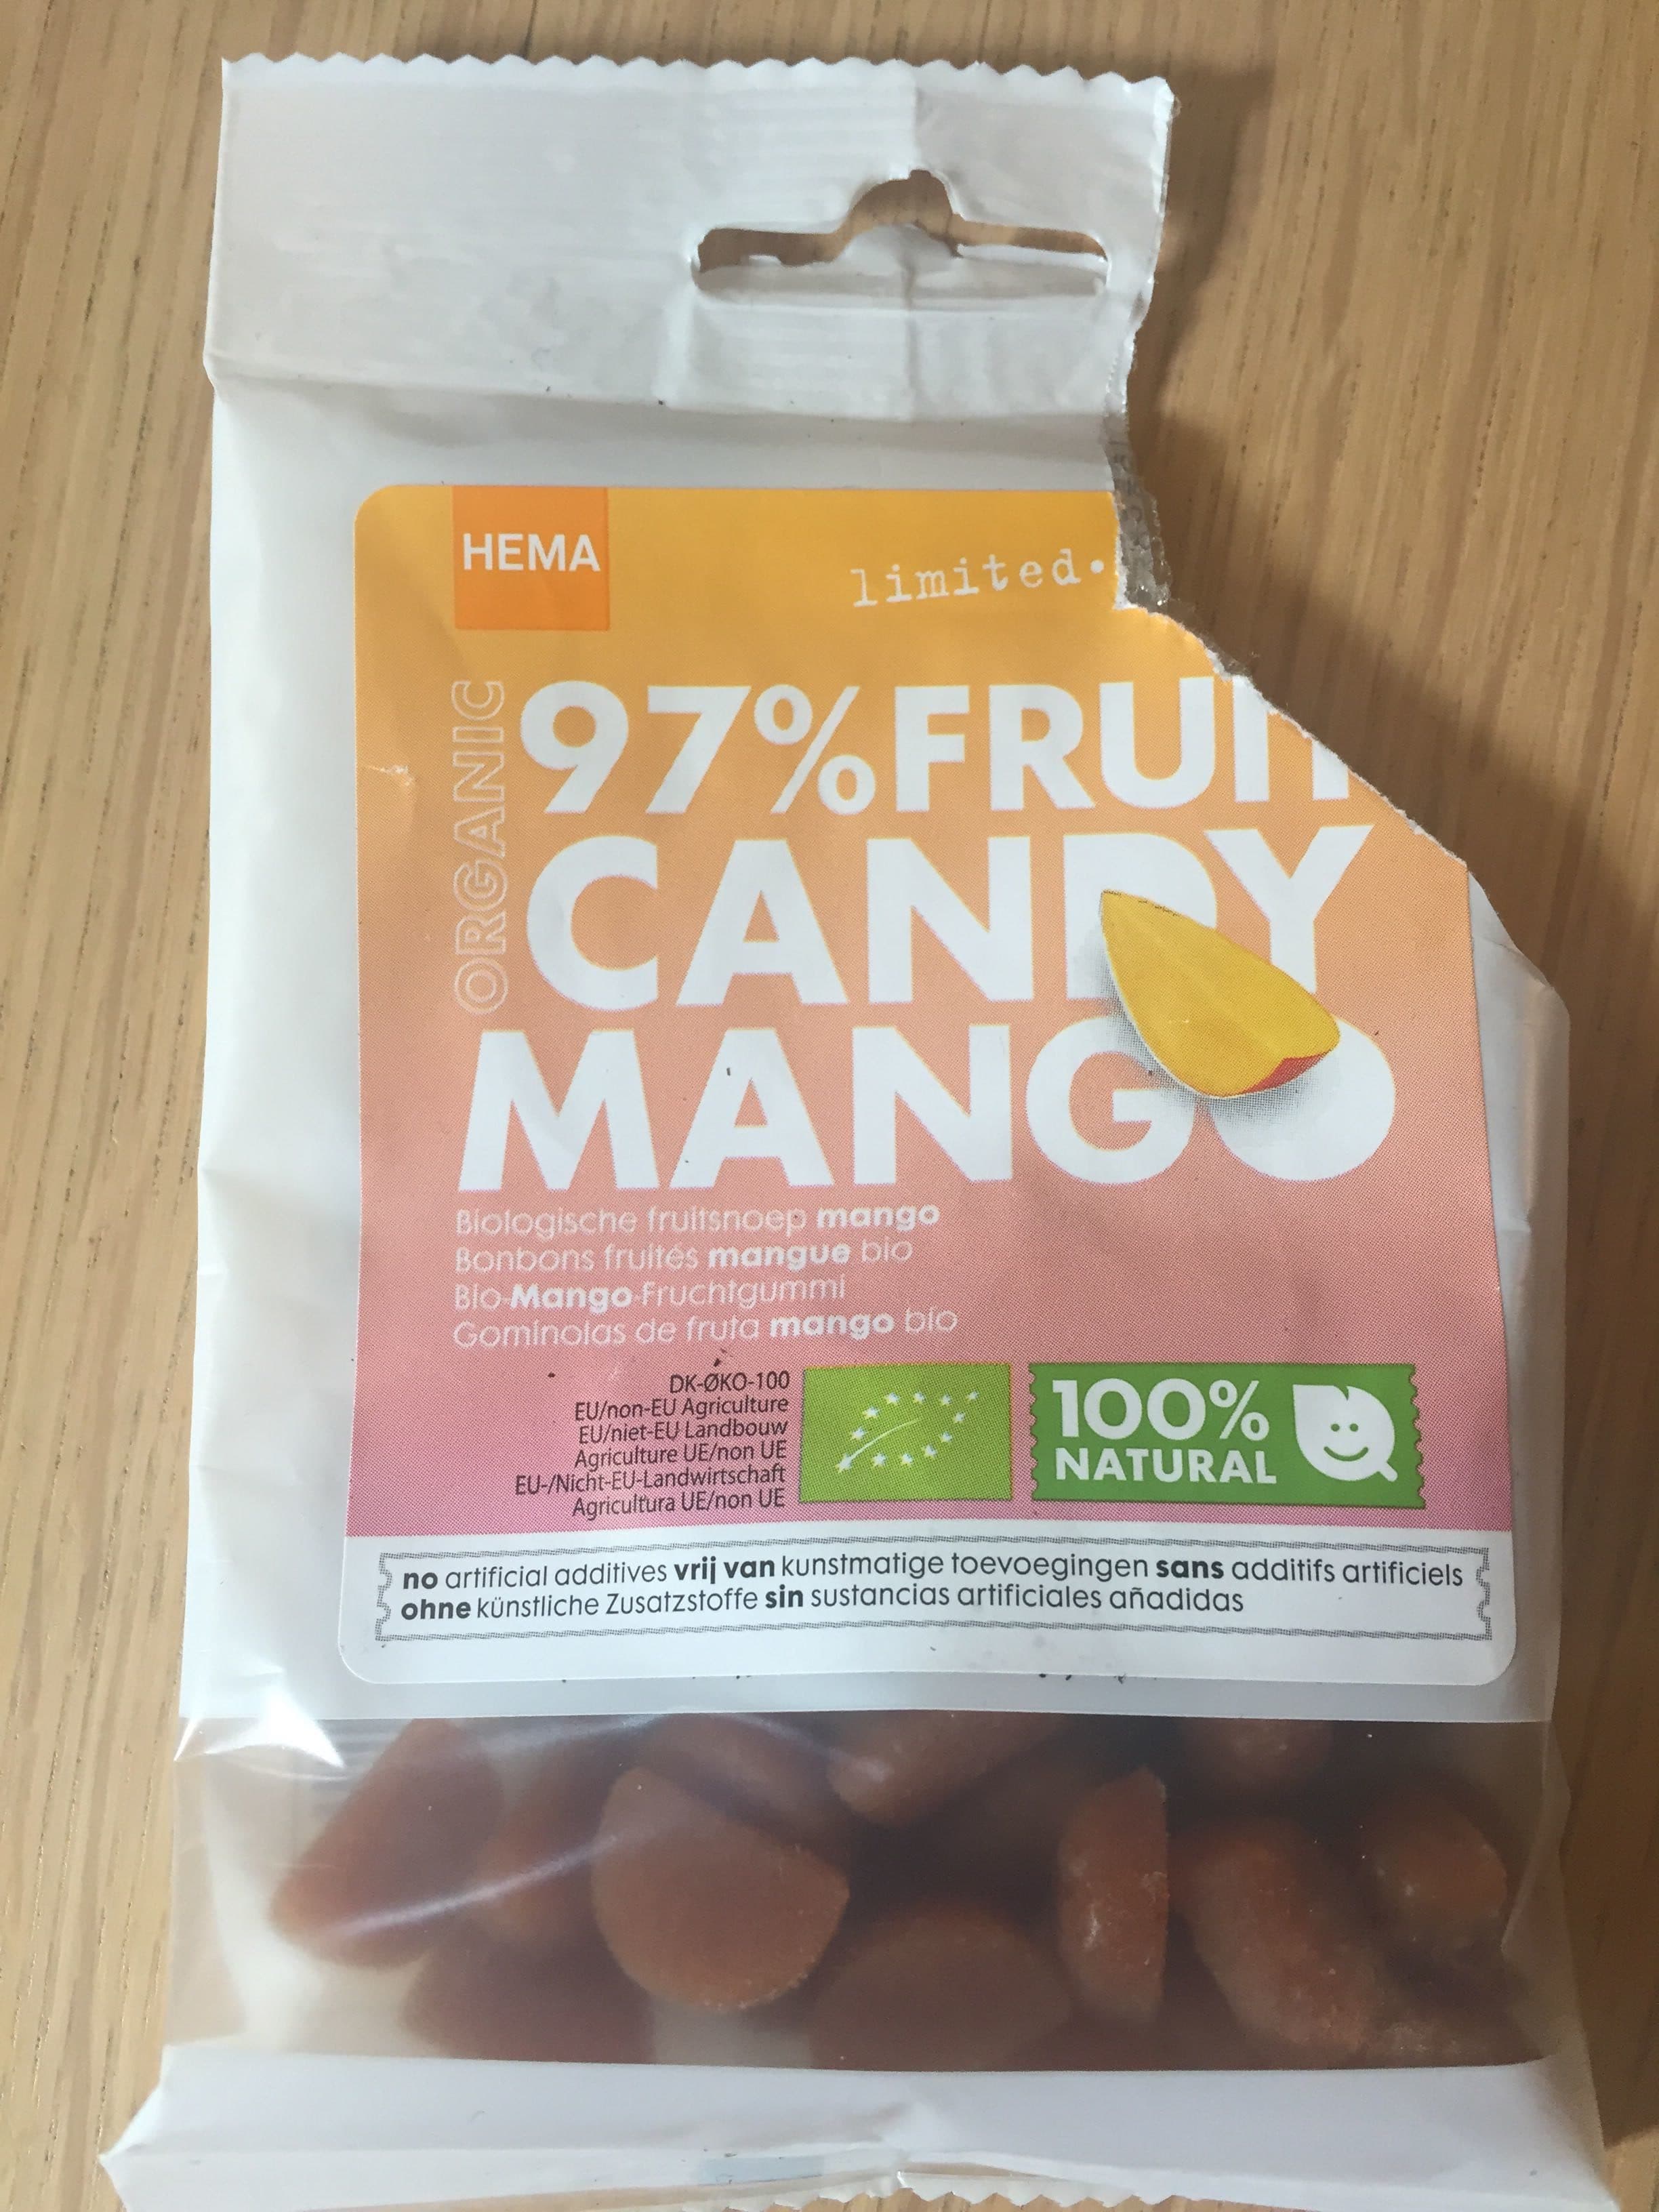 HEMA
limited.
ORGANIC
97% FRUIT
CANDY
MANGO
Biologische fruitsnoep mango
Bonbons fruités mangue bio
Bio-Mango-Fruchtgummi
Gominolas de fruta mango bio
DK-ØKO-100
EU/non-EU Agriculture
EU/niet-EU Landbouw
Agriculture UE/non UE
EU-/Nicht-EU-Landwirtschaft
Agricultura UE/non UE
100%
NATURAL
no artificial additives vrij van kunstmatige toevoegingen sans additifs artificiels
ohne künstliche Zusatzstoffe sin sustancias artificiales añadidas